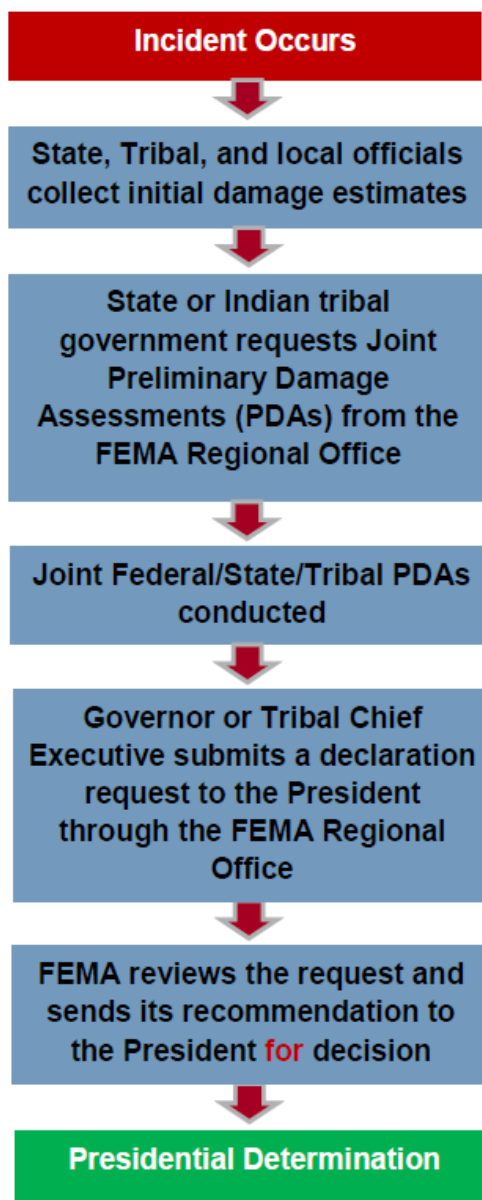 Incident Occurs
State, Tribal, and local officials
collect initial damage estimates
State or Indian tribal
government requests Joint
Preliminary Damage
Assessments (PDAs) from the
FEMA Regional Office
Joint Federal/State/Tribal PDAs
conducted
Governor or Tribal Chief
Executive submits a declaration
request to the President
through the FEMA Regional
Office
FEMA reviews the request and
sends its recommendation to
the President for decision
Presidential Determination